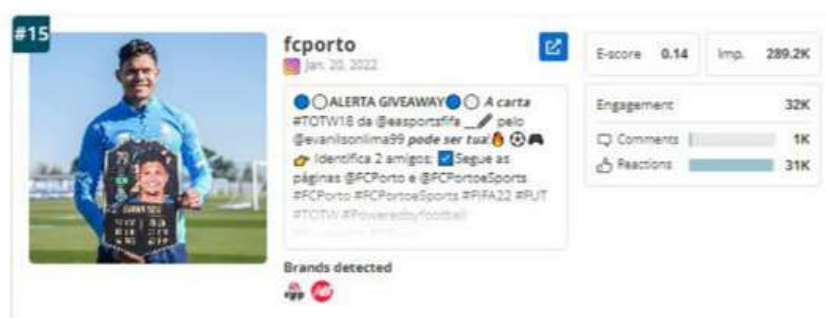 #15
fcporto
Jan. 20, 2022
🔵⚪ALERTA GIVEAWAY🔵⚪ A carta
#TOTW18 da @easportsfifa __🖊 pelo
@evanilsonlima99 pode ser tua!🔥⚽🎮
👉 Identifica 2 amigos; ☑Segue as
páginas @FCPorto e @FCPortoeSports
#FCPorto #FCPortoeSports #FIFA22 #FUT
#TOTW #Poweredbyfootball
Brands detected
E-score 0.14
Imp. 289.2K
Engagement 32K
Comments 1K
Reactions 31K